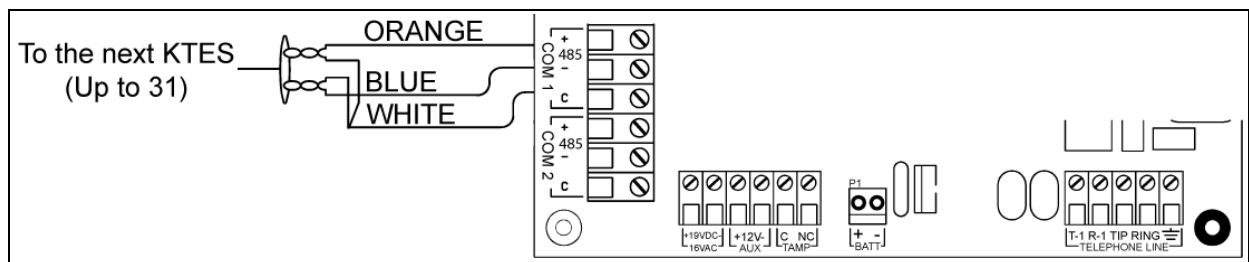 To the next KTES
(Up to 31)
ORANGE
BLUE
WHITE
COM 1
+
485
-
C
COM 2
+
485
-
C
+19VDC-
16VAC
+12V-
AUX
C NC
TAMP
P1
+ -
BATT
T-1 R-1 TIP RING
TELEPHONE LINE